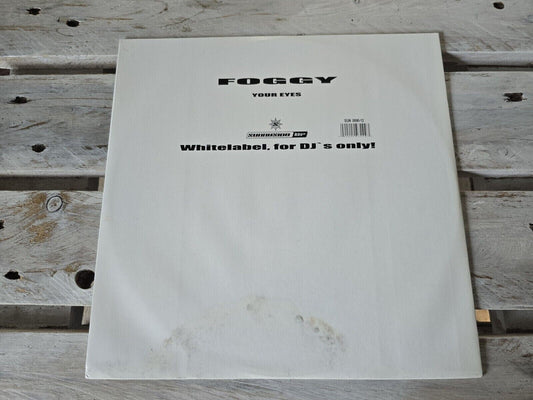 FOGGY
YOUR EYES
Whitelabel, for DJ`s only!